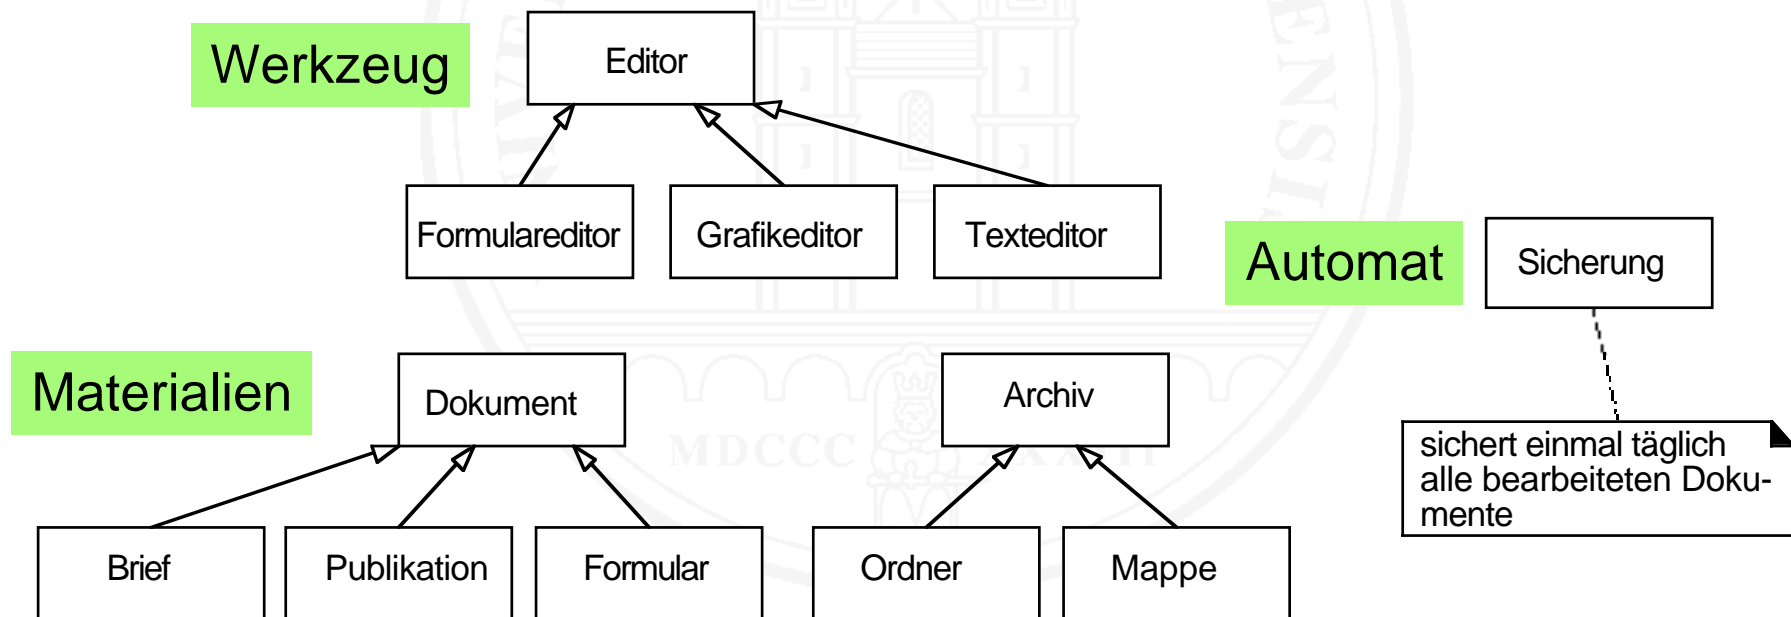 Werkzeug
Editor
Formulareditor
Grafikeditor
Texteditor
Automat
Sicherung
Materialien
Dokument
Archiv
sichert einmal täglich
alle bearbeiteten Doku-
mente
Brief
Publikation
Formular
Ordner
Mappe
MDCCC